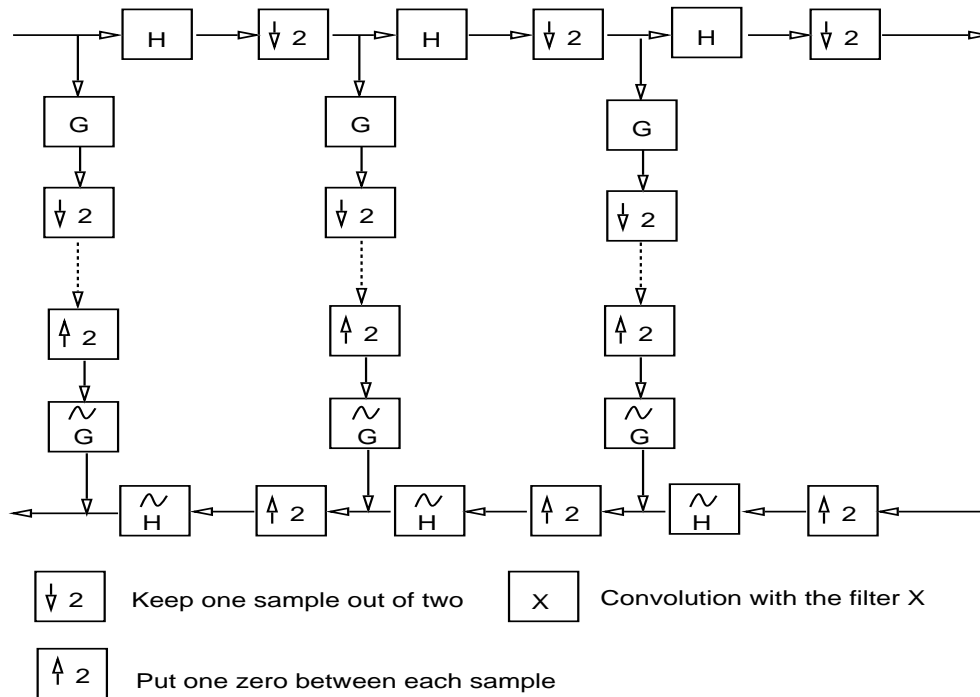 H ↓ 2 H ↓ 2 H ↓ 2
G G G
↓ 2 ↓ 2 ↓ 2
↑ 2 ↑ 2 ↑ 2
~ ~ ~
G G G
~ ~ ~
H ↑ 2 H ↑ 2 H ↑ 2
↓ 2 Keep one sample out of two X Convolution with the filter X
↑ 2 Put one zero between each sample